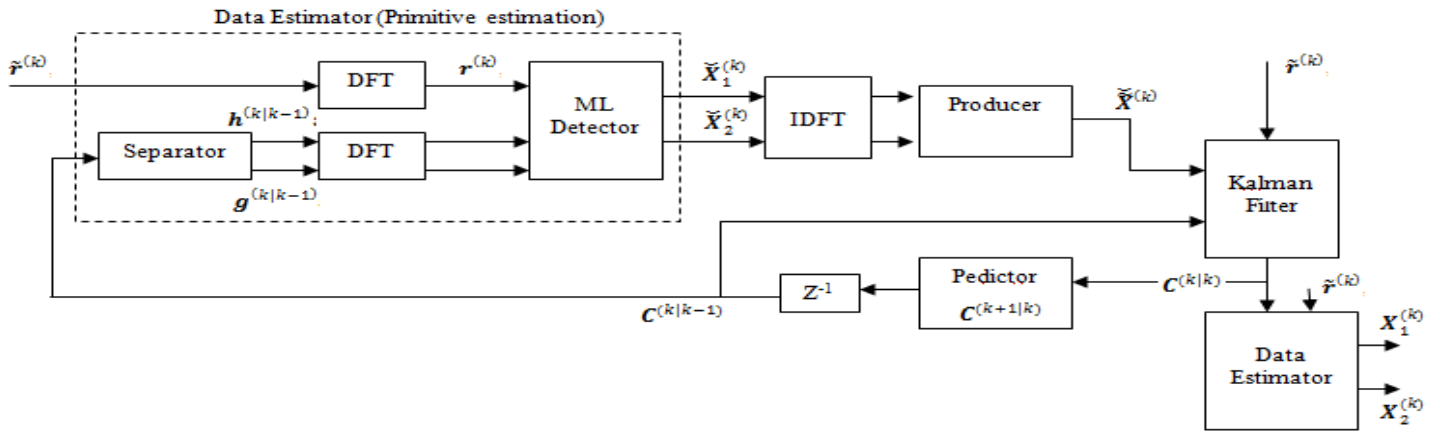 Data Estimator (Primitive estimation)
r̃^(k)
DFT
r^(k)
ML
Detector
h^(k|k−1)
Separator
DFT
g^(k|k−1)
X̆₁^(k)
X̆₂^(k)
IDFT
Producer
X̃̆^(k)
r̃^(k)
Kalman
Filter
C^(k|k−1)
Z⁻¹
Pedictor
C^(k+1|k)
C^(k|k)
r̃^(k)
Data
Estimator
X₁^(k)
X₂^(k)